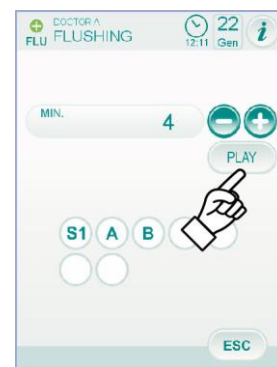 DOCTOR A
FLU FLUSHING
12:11 22 Gen i
MIN. 4
PLAY
S1 A B
ESC